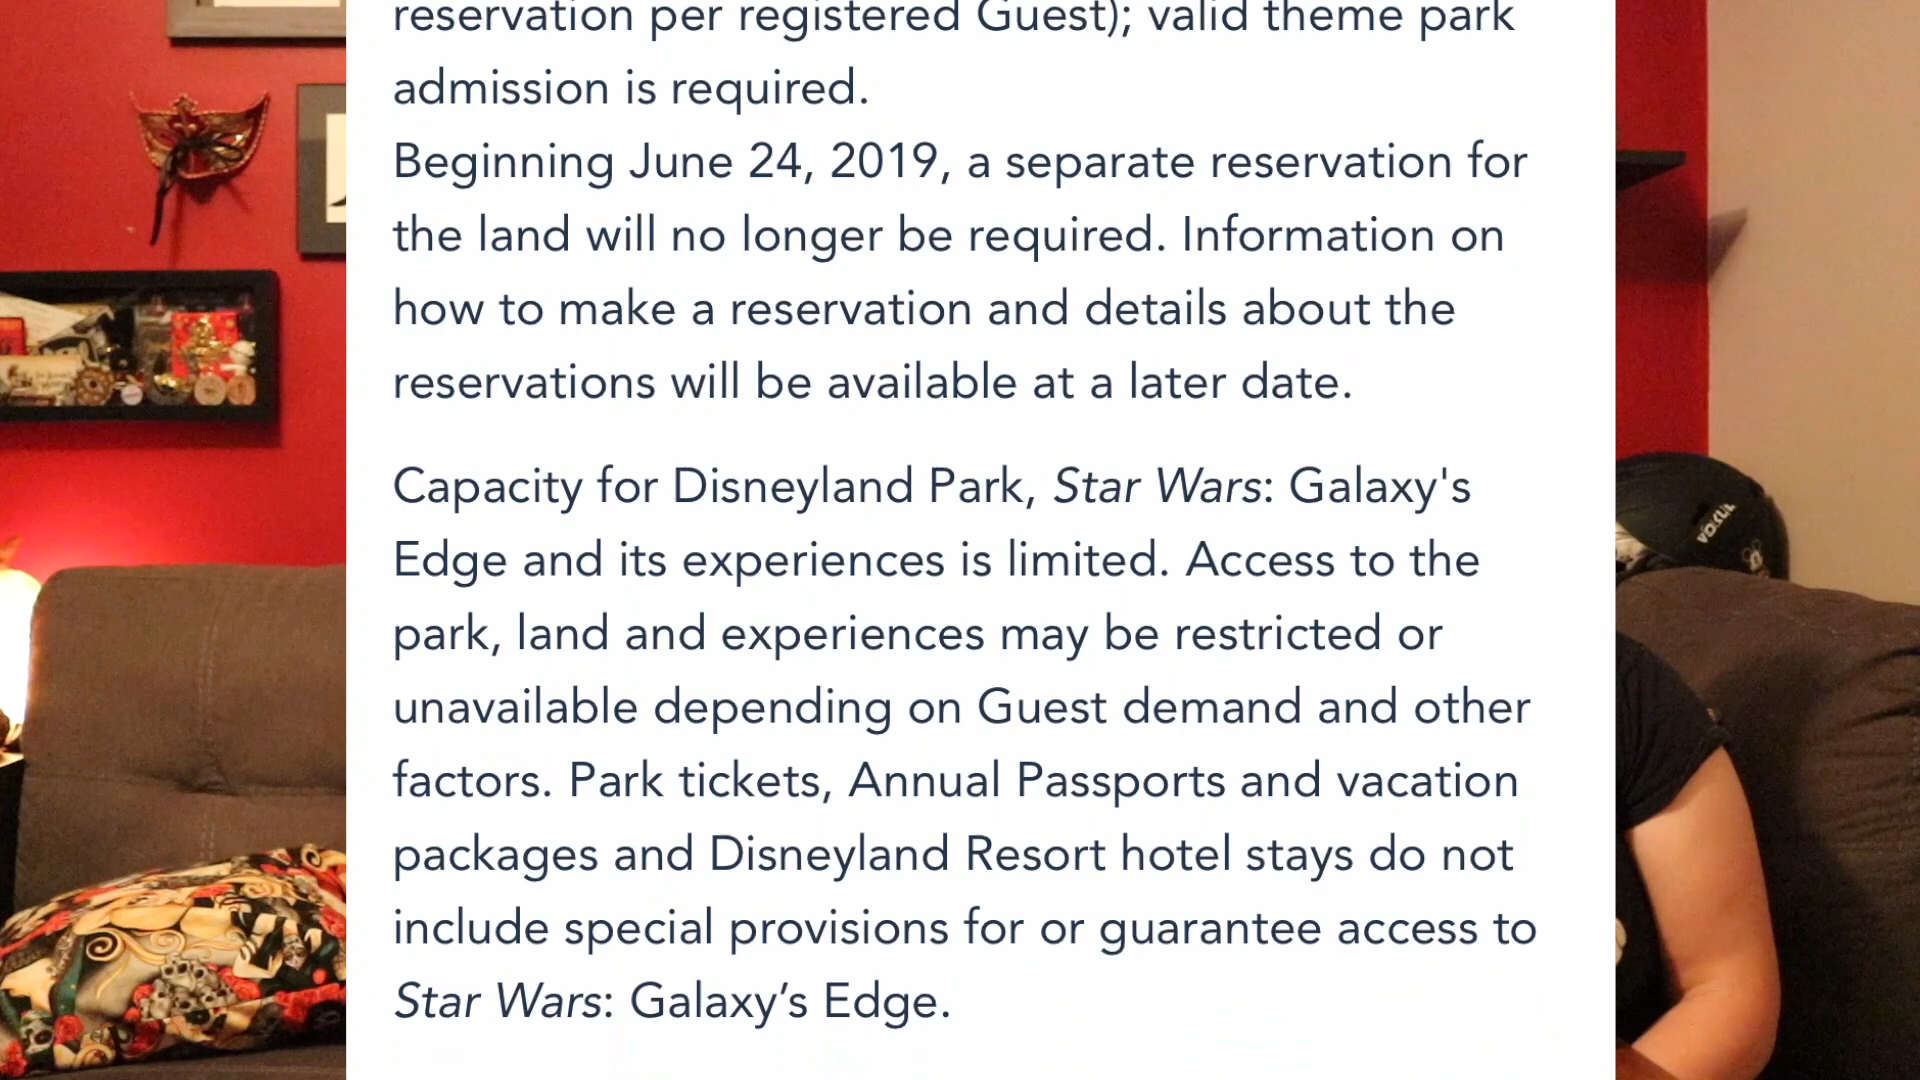 reservation per registered Guest); valid theme park
admission is required.
Beginning June 24, 2019, a separate reservation for
the land will no longer be required. Information on
how to make a reservation and details about the
reservations will be available at a later date.
Capacity for Disneyland Park, Star Wars: Galaxy's
Edge and its experiences is limited. Access to the
park, land and experiences may be restricted or
unavailable depending on Guest demand and other
factors. Park tickets, Annual Passports and vacation
packages and Disneyland Resort hotel stays do not
include special provisions for or guarantee access to
Star Wars: Galaxy’s Edge.